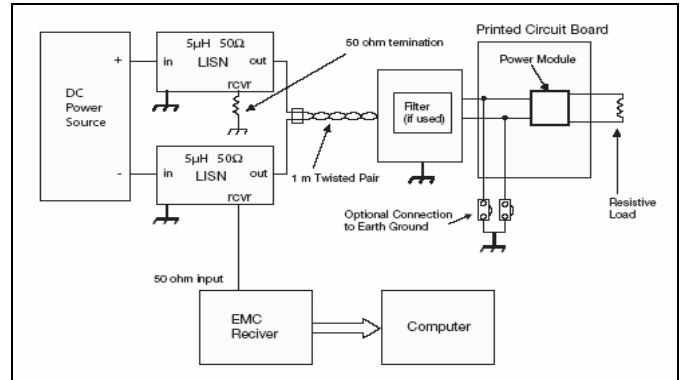 Printed Circuit Board
5µH 50Ω
LISN
in
out
rcvr
50 ohm temination
Power Module
+
DC
Power
Source
-
Filter
(if used)
5µH 50Ω
LISN
in
out
rcvr
1 m Twisted Pair
Optional Connection
to Earth Ground
Resistive
Load
50 ohm input
EMC
Reciver
Computer